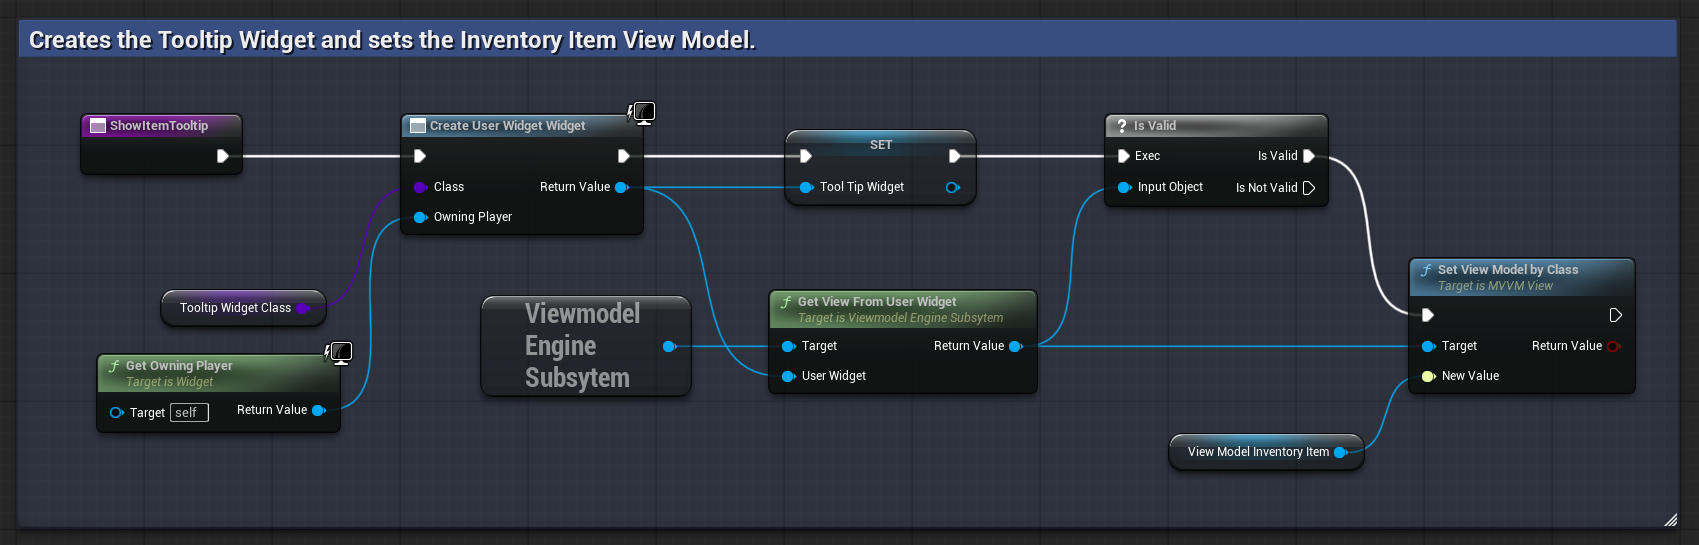 Creates the Tooltip Widget and sets the Inventory Item View Model.
ShowItemTooltip
Create User Widget Widget
Class
Return Value
Owning Player
SET
Tool Tip Widget
? Is Valid
Exec
Is Valid
Input Object
Is Not Valid
Tooltip Widget Class
f Get Owning Player
Target is Widget
Target self
Return Value
Viewmodel
Engine
Subsytem
f Get View From User Widget
Target is Viewmodel Engine Subsytem
Target
Return Value
User Widget
f Set View Model by Class
Target is MVVM View
Target
Return Value
New Value
View Model Inventory Item